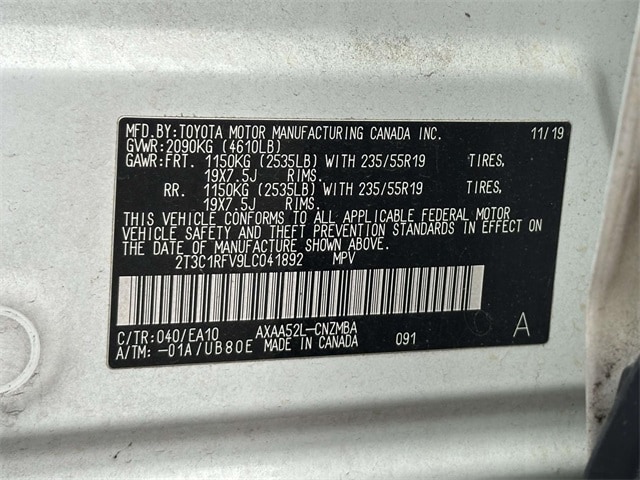 MFD.BY:TOYOTA MOTOR MANUFACTURING CANADA INC. 11/19
GVWR:2090KG (4610LB)
GAWR:FRT. 1150KG (2535LB) WITH 235/55R19 TIRES.
19X7.5J RIMS.
RR. 1150KG (2535LB) WITH 235/55R19 TIRES.
19X7.5J RIMS.
THIS VEHICLE CONFORMS TO ALL APPLICABLE FEDERAL MOTOR
VEHICLE SAFETY AND THEFT PREVENTION STANDARDS IN EFFECT ON
THE DATE OF MANUFACTURE SHOWN ABOVE.
2T3C1RFV9LC041892 MPV
C/TR:040/EA10 AXAA52L-CNZMBA
A/TM:-01A/UB80E MADE IN CANADA 091 A